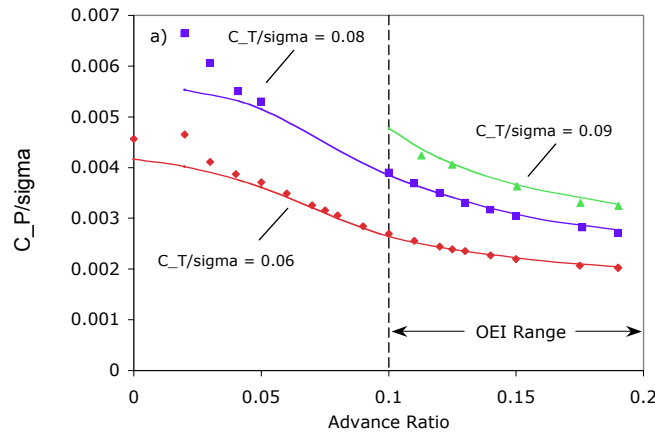 0.007
a)
C_T/sigma = 0.08
0.006
0.005
C_T/sigma = 0.09
0.004
C_P/sigma
0.003
0.002
C_T/sigma = 0.06
0.001
OEI Range
0
0
0.05
0.1
0.15
0.2
Advance Ratio